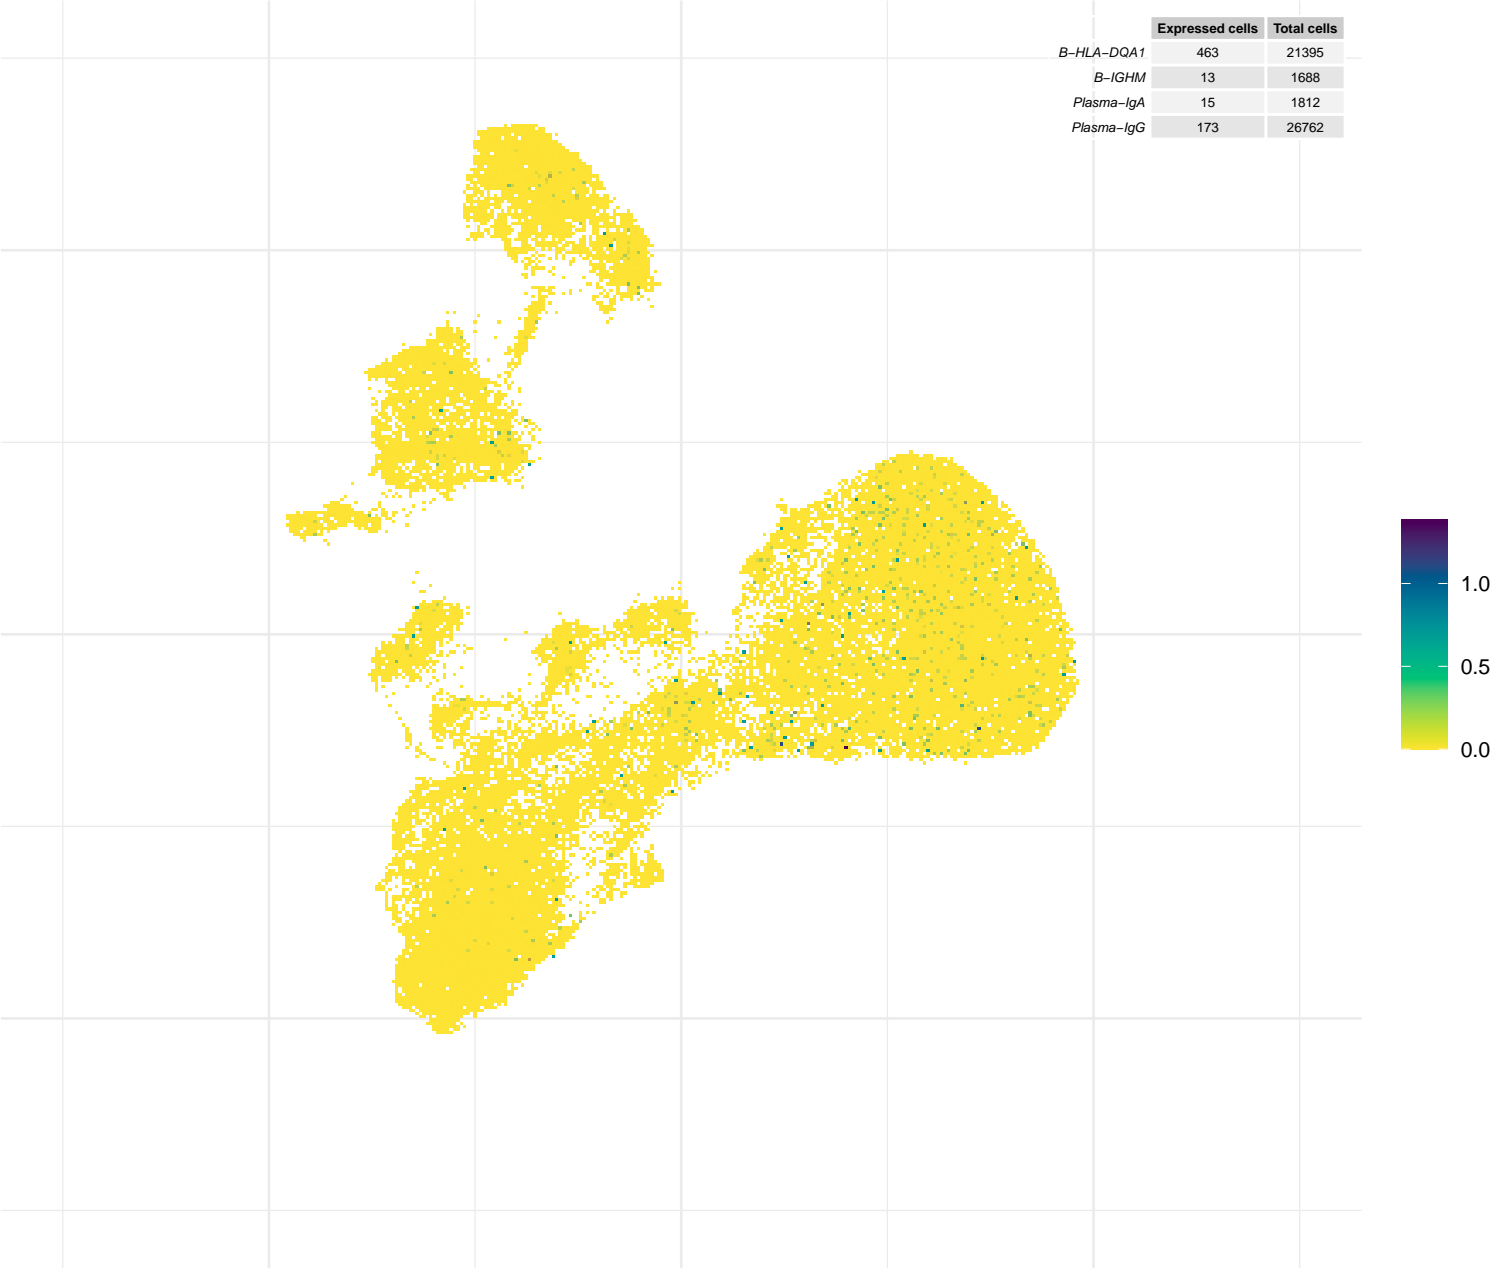 Expressed cells Total cells
B−HLA−DQA1 463 21395
B−IGHM 13 1688
Plasma−IgA 15 1812
Plasma−IgG 173 26762
1.0
0.5
0.0